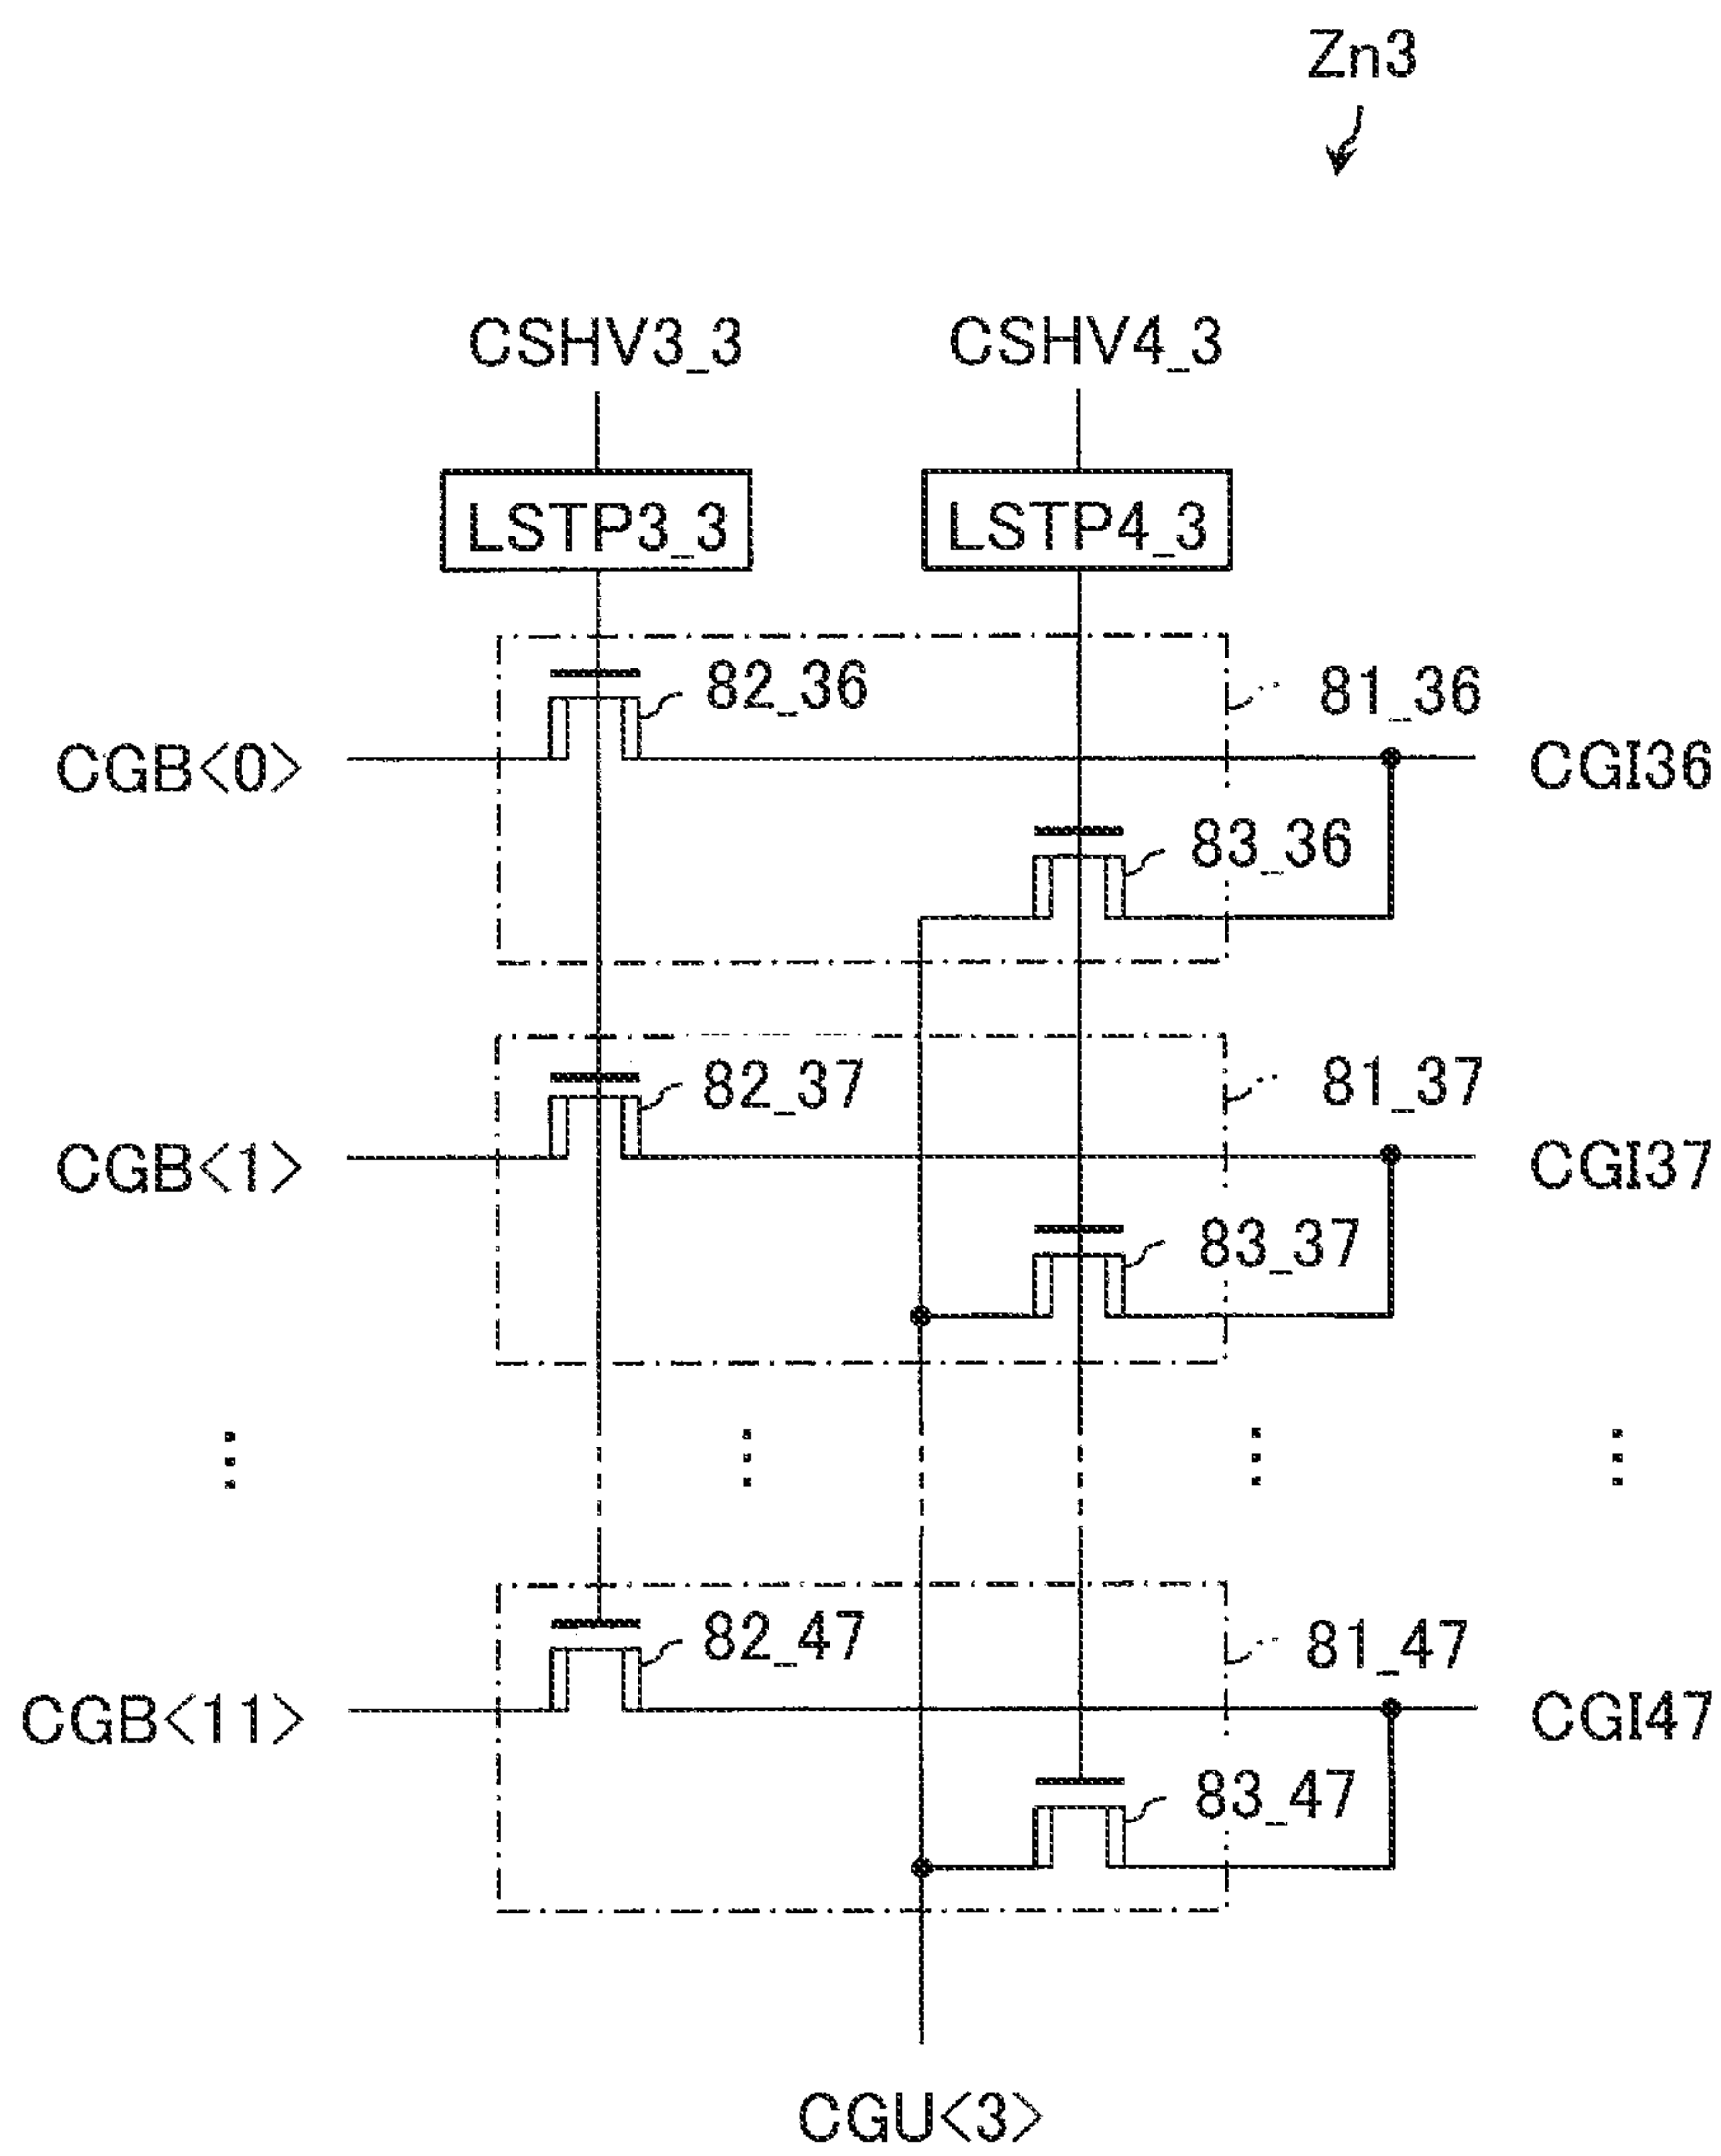 Zn3
CSHV3_3 CSHV4_3
LSTP3_3 LSTP4_3
82_36 81_36
CGB<0> CGI36
83_36
82_37 81_37
CGB<1> CGI37
83_37
82_47 81_47
CGB<11> CGI47
83_47
CGU<3>